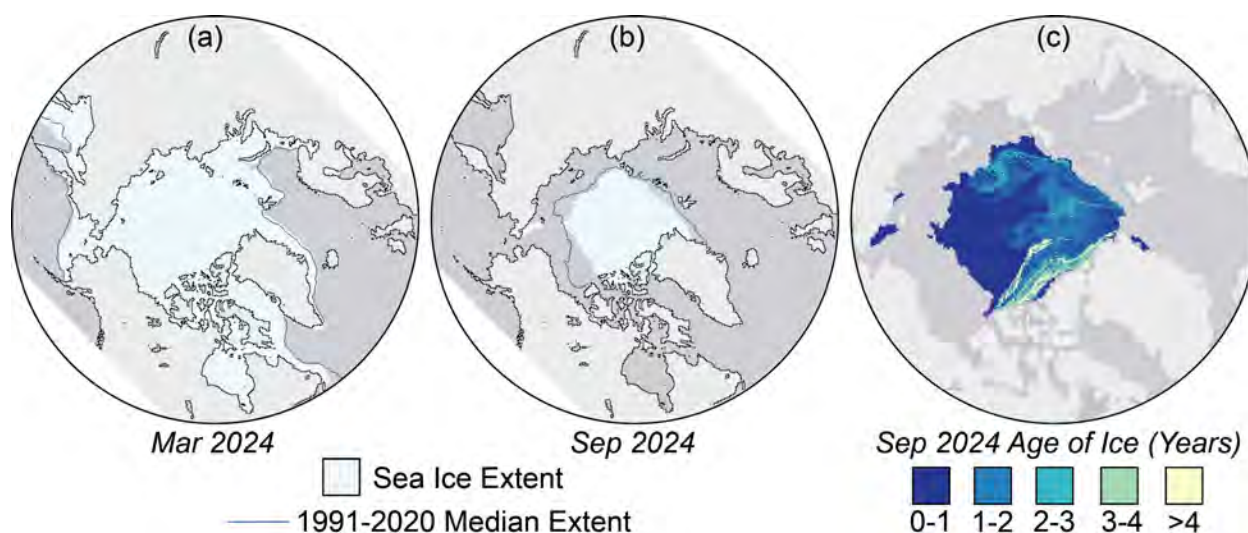 (a)
(b)
(c)
Mar 2024
Sep 2024
Sep 2024 Age of Ice (Years)
Sea Ice Extent
1991-2020 Median Extent
0-1 1-2 2-3 3-4 >4